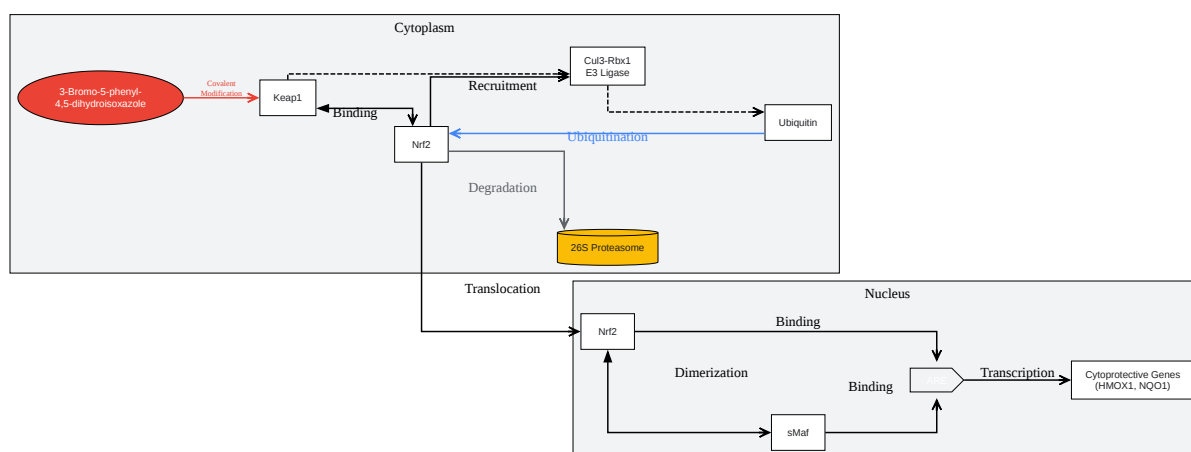 Cytoplasm
3-Bromo-5-phenyl-
4,5-dihydroisoxazole
Covalent
Modification
Keap1
Binding
Nrf2
Recruitment
Cul3-Rbx1
E3 Ligase
Ubiquitin
Ubiquitination
Degradation
26S Proteasome
Translocation
Nucleus
Nrf2
Binding
Dimerization
Binding
ARE
Transcription
Cytoprotective Genes
(HMOX1, NQO1)
sMaf